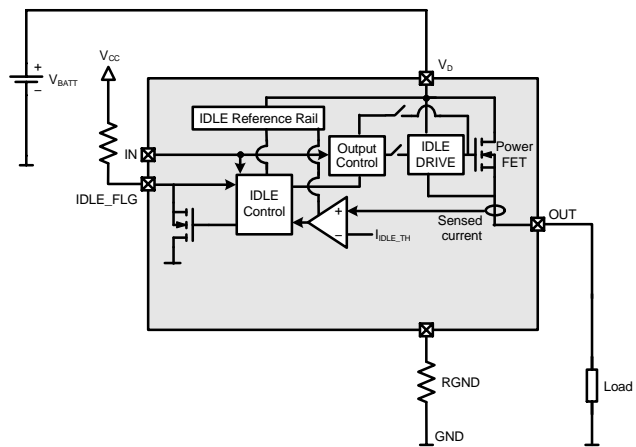 V_CC
V_BATT
+
−
V_D
IDLE Reference Rail
IN
Output
Control
IDLE
DRIVE
Power
FET
IDLE_FLG
IDLE
Control
+
−
I_IDLE_TH
Sensed
current
OUT
RGND
GND
Load